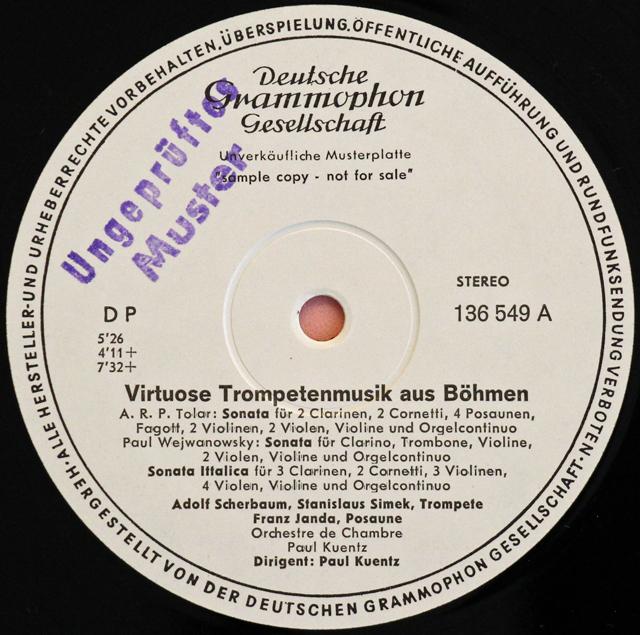 ALLE HERSTELLER- UND URHEBERRECHTE VORBEHALTEN. ÜBERSPIELUNG. ÖFFENTLICHE AUFFÜHRUNG UND RUNDFUNKSENDUNG VERBOTEN.
Deutsche
Grammophon
Gesellschaft
Unverkäufliche Musterplatte
"sample copy - not for sale"
Ungeprüftes
Muster
STEREO
D P
136 549 A
5'26
4'11+
7'32+
Virtuose Trompetenmusik aus Böhmen
A. R. P. Tolar: Sonata für 2 Clarinen, 2 Cornetti, 4 Posaunen,
Fagott, 2 Violinen, 2 Violen, Violine und Orgelcontinuo
Paul Wejwanowsky: Sonata für Clarino, Trombone, Violine,
2 Violen, Violine und Orgelcontinuo
Sonata Ittalica für 3 Clarinen, 2 Cornetti, 3 Violinen,
4 Violen, Violine und Orgelcontinuo
Adolf Scherbaum, Stanislaus Simek, Trompete
Franz Janda, Posaune
Orchestre de Chambre
Paul Kuentz
Dirigent: Paul Kuentz
HERGESTELLT VON DER DEUTSCHEN GRAMMOPHON GESELLSCHAFT